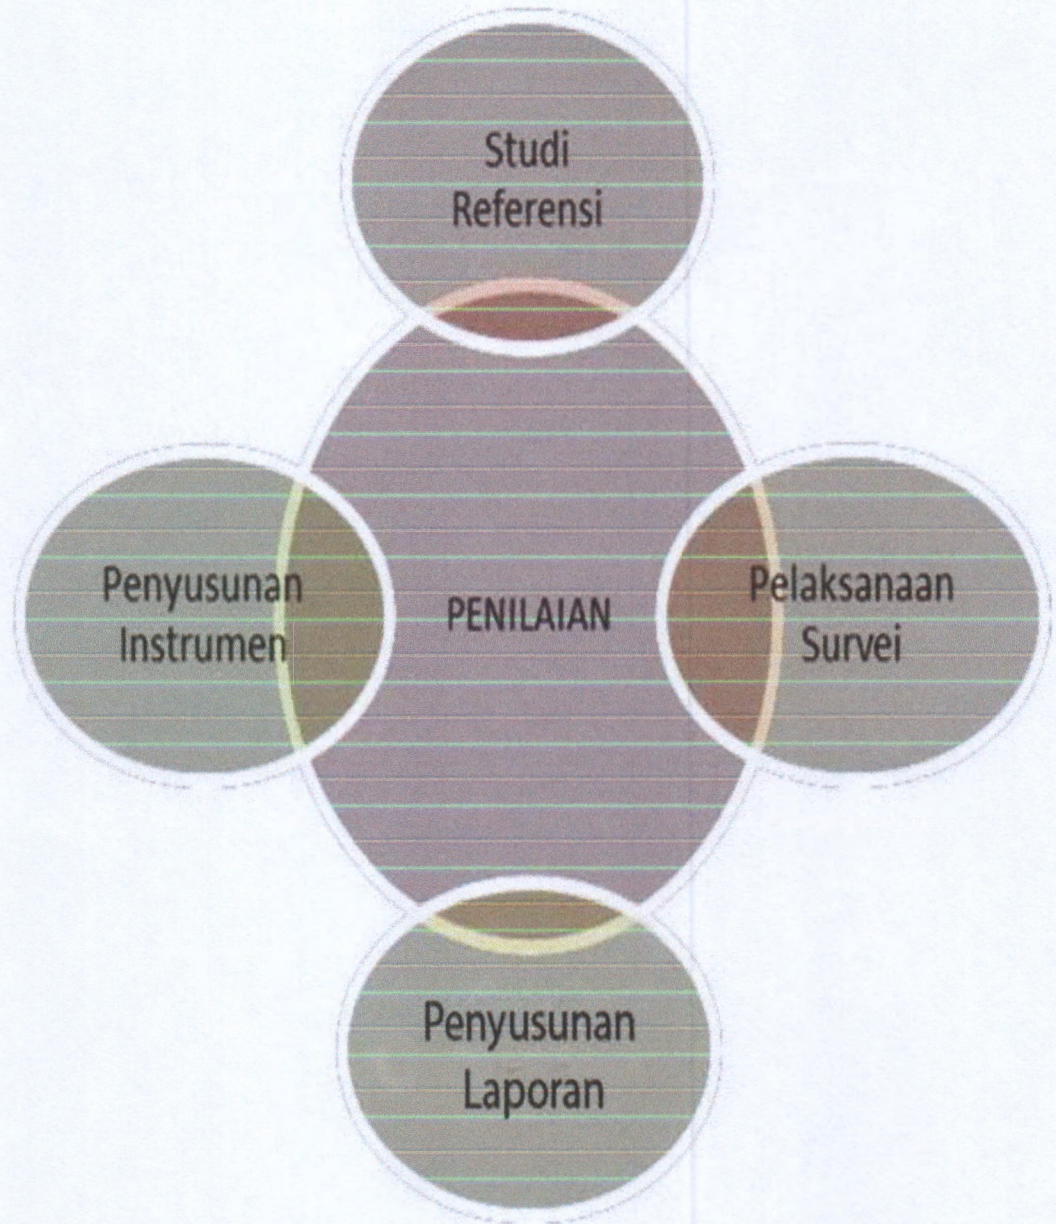 Studi
Referensi
Penyusunan
Instrumen
PENILAIAN
Pelaksanaan
Survei
Penyusunan
Laporan